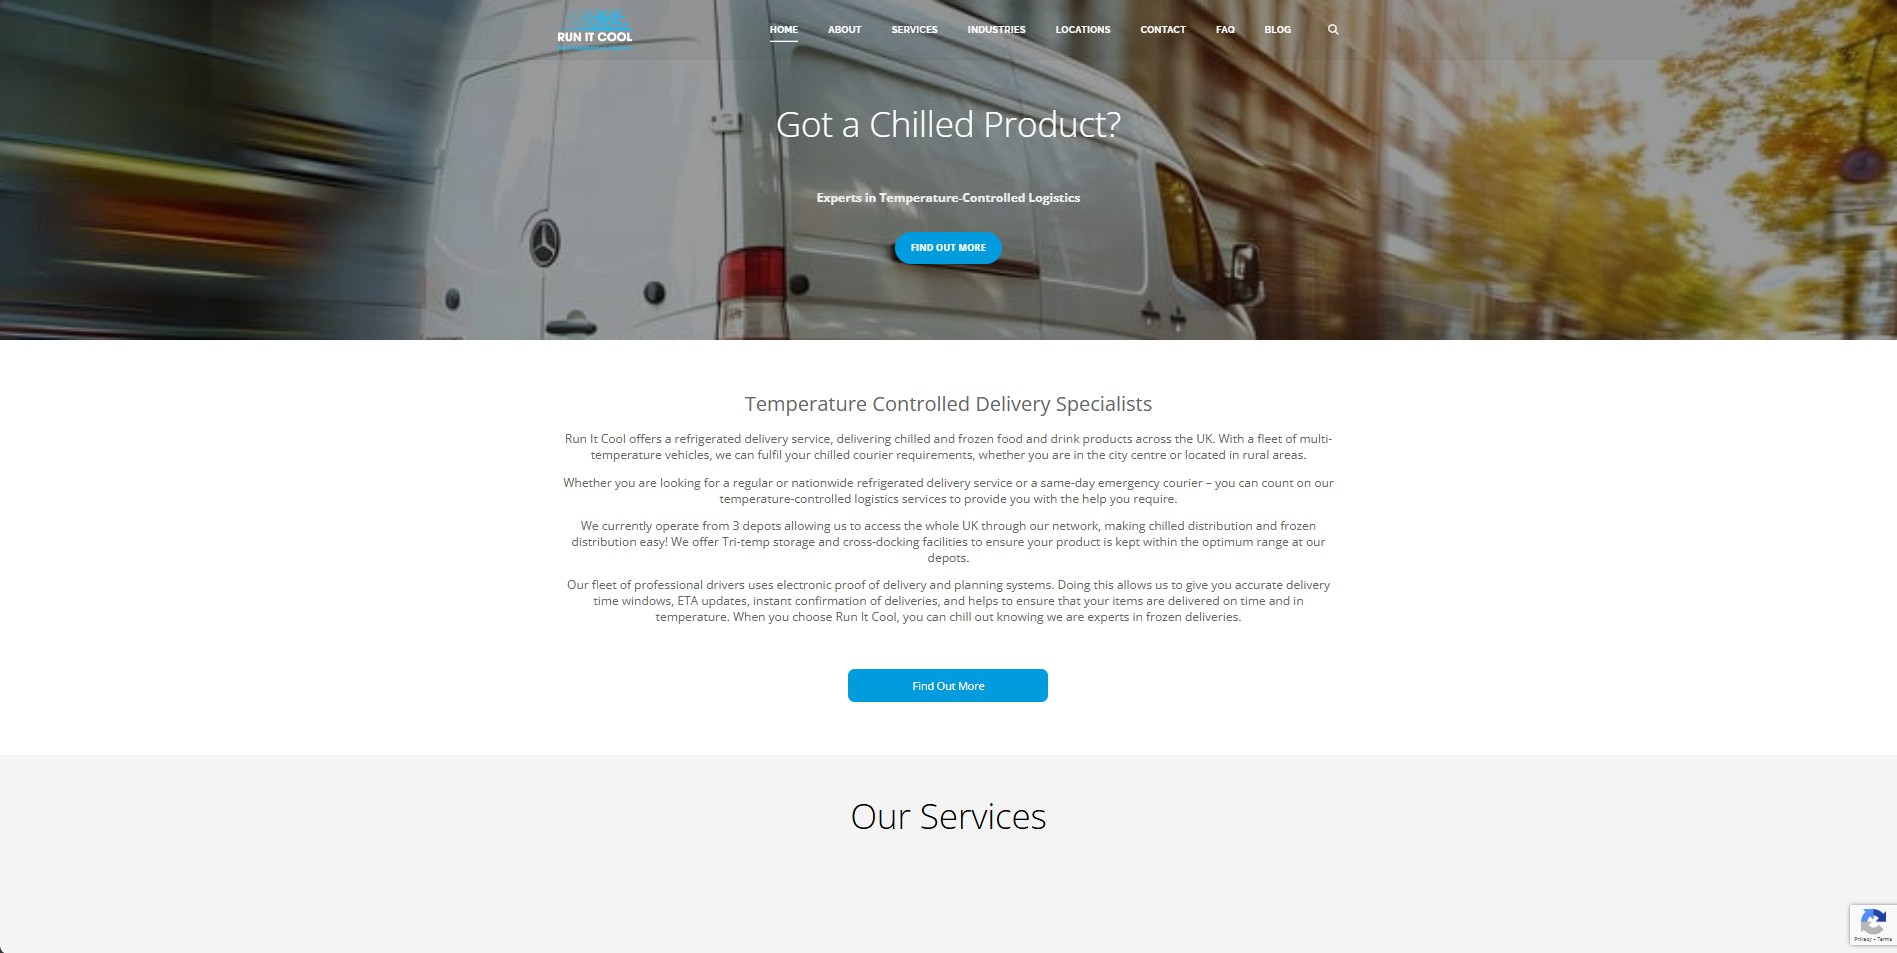 RUN IT COOL
HOME ABOUT SERVICES INDUSTRIES LOCATIONS CONTACT FAQ BLOG
Got a Chilled Product?
Experts in Temperature-Controlled Logistics
FIND OUT MORE
Temperature Controlled Delivery Specialists
Run It Cool offers a refrigerated delivery service, delivering chilled and frozen food and drink products across the UK. With a fleet of multi-
temperature vehicles, we can fulfil your chilled courier requirements, whether you are in the city centre or located in rural areas.
Whether you are looking for a regular or nationwide refrigerated delivery service or a same-day emergency courier – you can count on our
temperature-controlled logistics services to provide you with the help you require.
We currently operate from 3 depots allowing us to access the whole UK through our network, making chilled distribution and frozen
distribution easy! We offer Tri-temp storage and cross-docking facilities to ensure your product is kept within the optimum range at our
depots.
Our fleet of professional drivers uses electronic proof of delivery and planning systems. Doing this allows us to give you accurate delivery
time windows, ETA updates, instant confirmation of deliveries, and helps to ensure that your items are delivered on time and in
temperature. When you choose Run It Cool, you can chill out knowing we are experts in frozen deliveries.
Find Out More
Our Services
Privacy - Terms